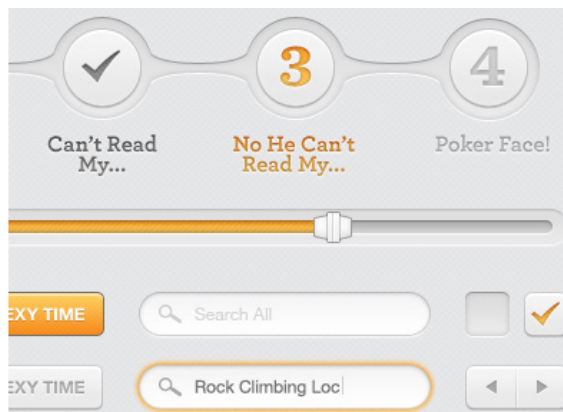 3
4
Can't Read
My...
No He Can't
Read My...
Poker Face!
EXY TIME
Search All
EXY TIME
Rock Climbing Loc